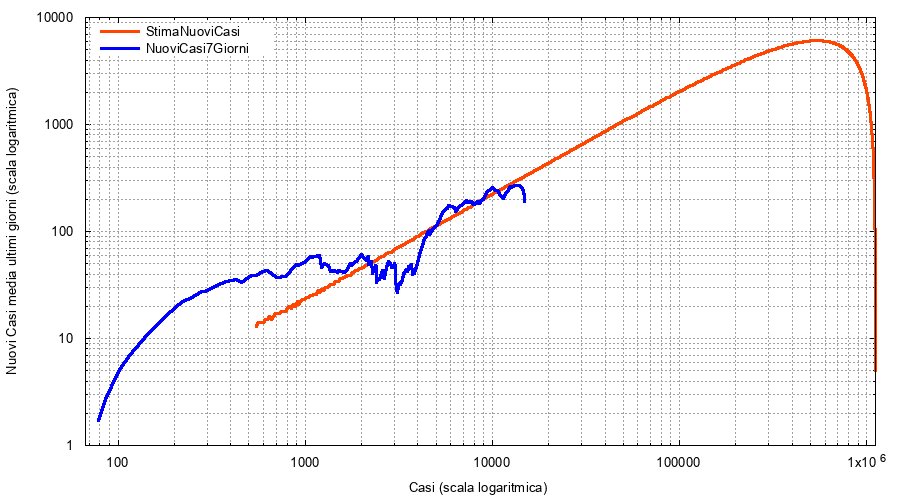 StimaNuoviCasi
NuoviCasi7Giorni
10000
1000
100
10
1
Nuovi Casi media ultimi giorni (scala logaritmica)
100 1000 10000 100000 1x10 6
Casi (scala logaritmica)